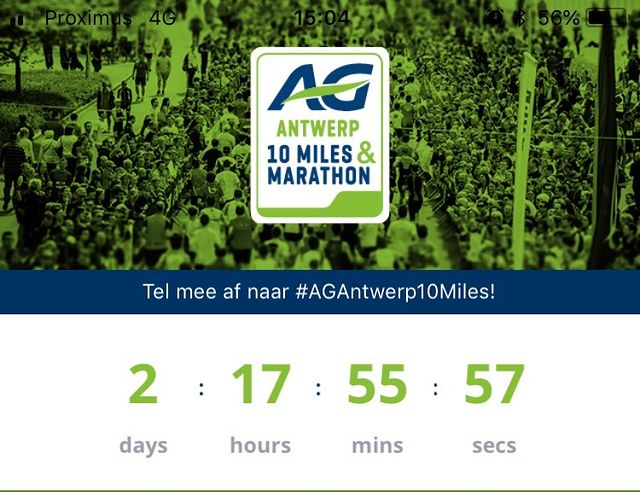 Proximus 4G 15:04 56%
AG
ANTWERP
10 MILES &
MARATHON
Tel mee af naar #AGAntwerp10Miles!
2 : 17 : 55 : 57
days hours mins secs